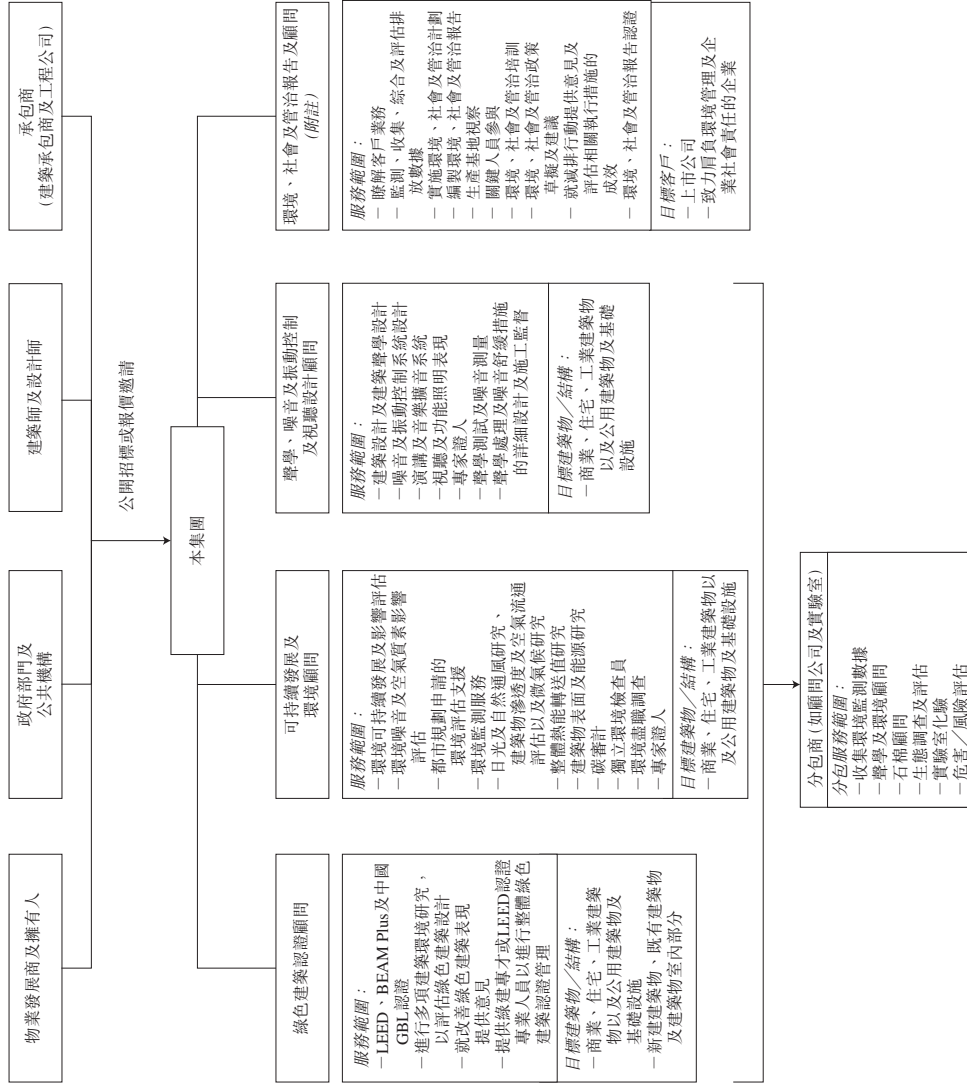 物業發展商及擁有人
政府部門及
公共機構
建築師及設計師
承包商
(建築承包商及工程公司)
公開招標或報價邀請
本集團
綠色建築認證顧問
可持續發展及
環境顧問
聲學、噪音及振動控制
及視聽設計顧問
環境、社會及管治報告及顧問
(附註)
服務範圍：
–LEED、BEAM Plus及中國
GBL認證
–進行多項建築環境研究，
以評估綠色建築設計
–就改善綠色建築表現
提供意見
–提供綠建專才或LEED認證
專業人員以進行整體綠色
建築認證管理
目標建築物／結構：
–商業、住宅、工業建築
物以及公用建築物及
基礎設施
–新建建築物、既有建築物
及建築物室內部分
服務範圍：
–環境可持續發展及影響評估
–環境噪音及空氣質素影響
評估
–都市規劃申請的
環境評估支援
–環境監測服務
–日光及自然通風研究、
建築物滲透度及空氣流通
評估以及微氣候研究
–整體熱能轉送值研究
–建築物表面及能源研究
–碳審計
–獨立環境檢查員
–環境盡職調查
–專家證人
目標建築物／結構：
–商業、住宅、工業建築物以
及公用建築物及基礎設施
服務範圍：
–建築設計及建築聲學設計
–噪音及振動控制系統設計
–演講及音樂擴音系統
–視聽及功能照明表現
–專家證人
–聲學測試及噪音測量
–聲學處理及噪音舒緩措施
的詳細設計及施工監督
目標建築物／結構：
–商業、住宅、工業建築物
以及公用建築物及基礎
設施
服務範圍：
–瞭解客戶業務
–監測、收集、綜合及評估排
放數據
–實施環境、社會及管治計劃
–編製環境、社會及管治報告
–生產基地視察
–關鍵人員參與
–環境、社會及管治培訓
–環境、社會及管治政策
草擬及建議
–就減排行動提供意見及
評估相關執行措施的
成效
–環境、社會及管治報告認證
目標客戶：
–上市公司
–致力肩負環境管理及企
業社會責任的企業
分包商(如顧問公司及實驗室)
分包服務範圍：
–收集環境監測數據
–聲學及環境顧問
–石棉顧問
–生態調查及評估
–實驗室化驗
–危害／風險評估